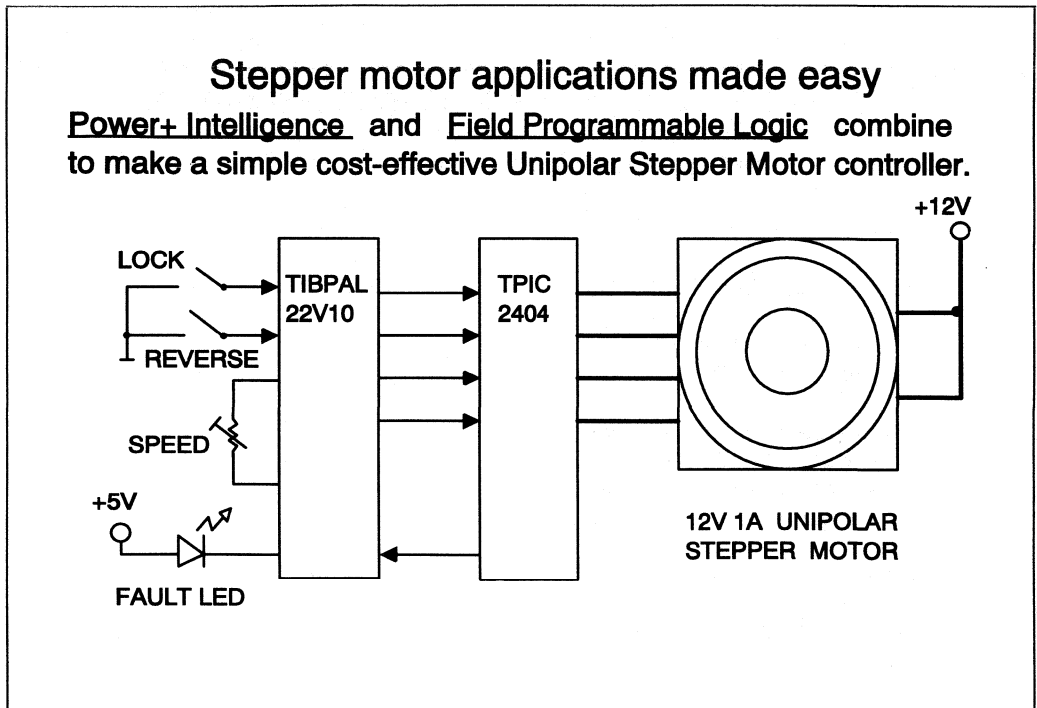 Stepper motor applications made easy
Power+ Intelligence and Field Programmable Logic combine
to make a simple cost-effective Unipolar Stepper Motor controller.
+12V
LOCK
TIBPAL
22V10
TPIC
2404
REVERSE
SPEED
+5V
12V 1A UNIPOLAR
STEPPER MOTOR
FAULT LED